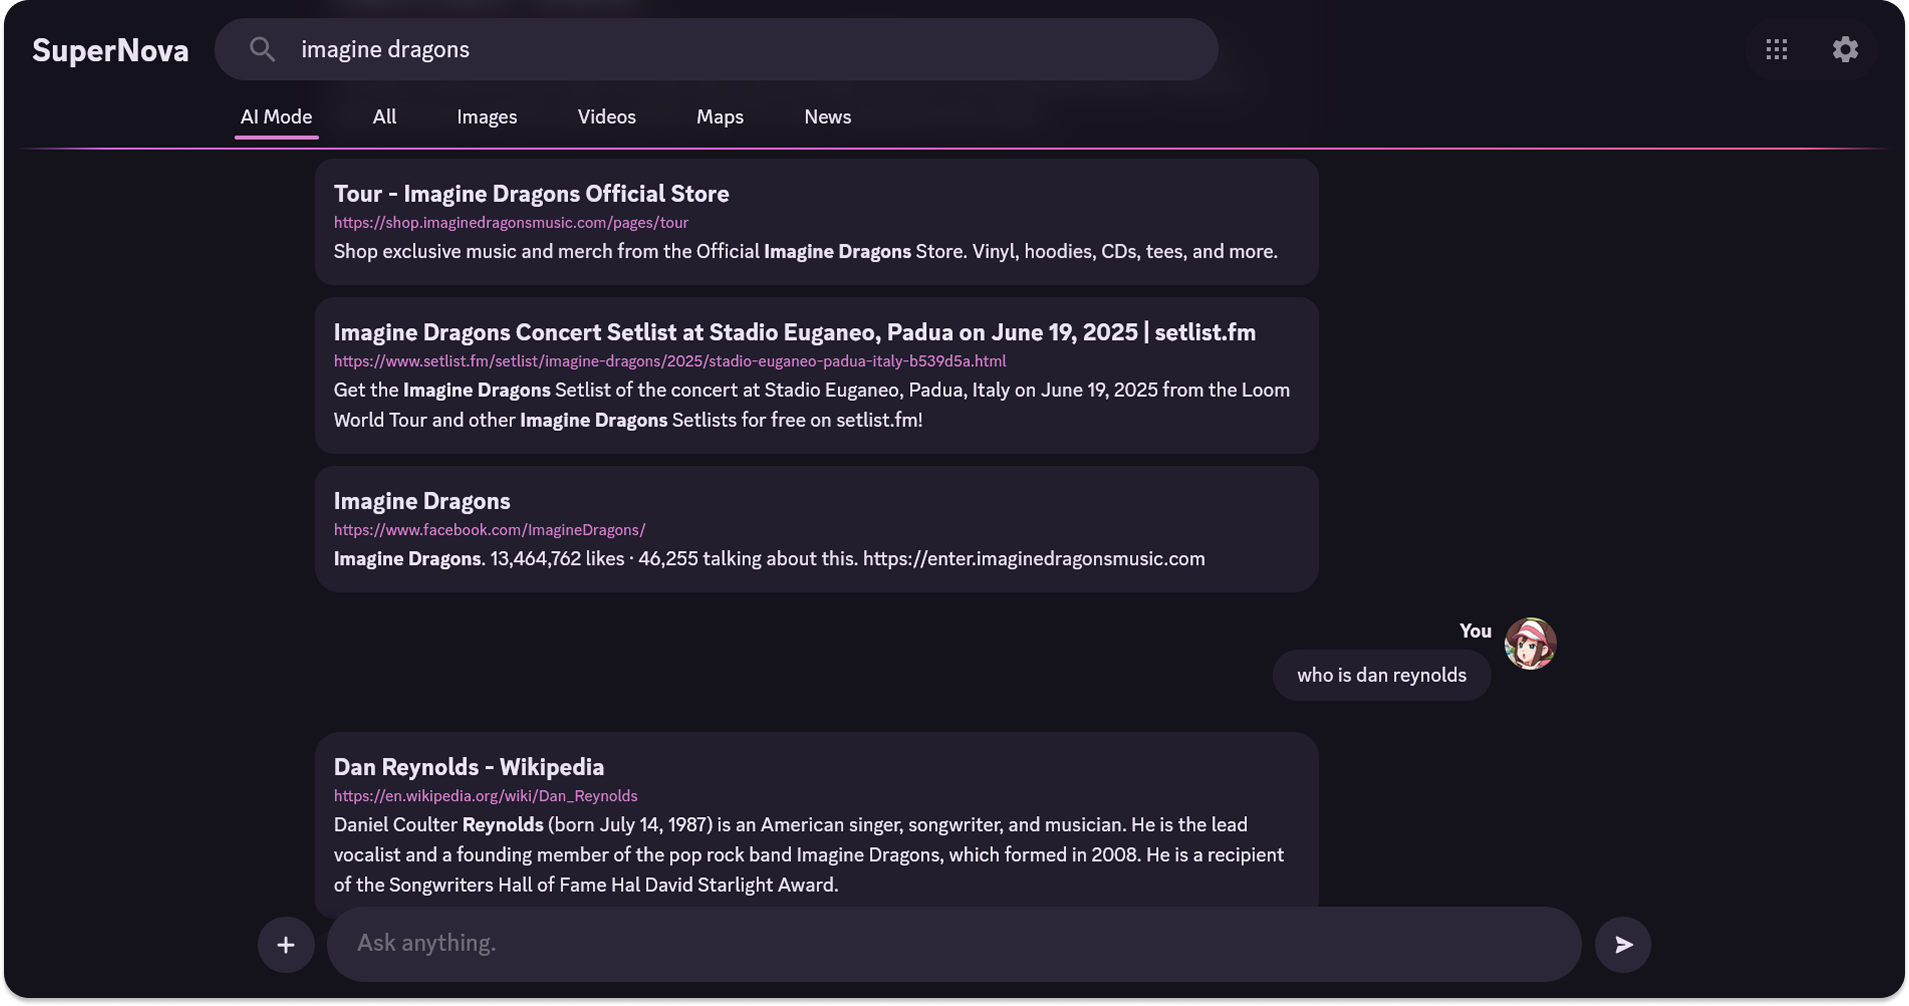 SuperNova
imagine dragons
AI Mode
All
Images
Videos
Maps
News
Tour - Imagine Dragons Official Store
https://shop.imaginedragonsmusic.com/pages/tour
Shop exclusive music and merch from the Official Imagine Dragons Store. Vinyl, hoodies, CDs, tees, and more.
Imagine Dragons Concert Setlist at Stadio Euganeo, Padua on June 19, 2025 | setlist.fm
https://www.setlist.fm/setlist/imagine-dragons/2025/stadio-euganeo-padua-italy-b539d5a.html
Get the Imagine Dragons Setlist of the concert at Stadio Euganeo, Padua, Italy on June 19, 2025 from the Loom
World Tour and other Imagine Dragons Setlists for free on setlist.fm!
Imagine Dragons
https://www.facebook.com/ImagineDragons/
Imagine Dragons. 13,464,762 likes · 46,255 talking about this. https://enter.imaginedragonsmusic.com
You
who is dan reynolds
Dan Reynolds - Wikipedia
https://en.wikipedia.org/wiki/Dan_Reynolds
Daniel Coulter Reynolds (born July 14, 1987) is an American singer, songwriter, and musician. He is the lead
vocalist and a founding member of the pop rock band Imagine Dragons, which formed in 2008. He is a recipient
of the Songwriters Hall of Fame Hal David Starlight Award.
Ask anything.